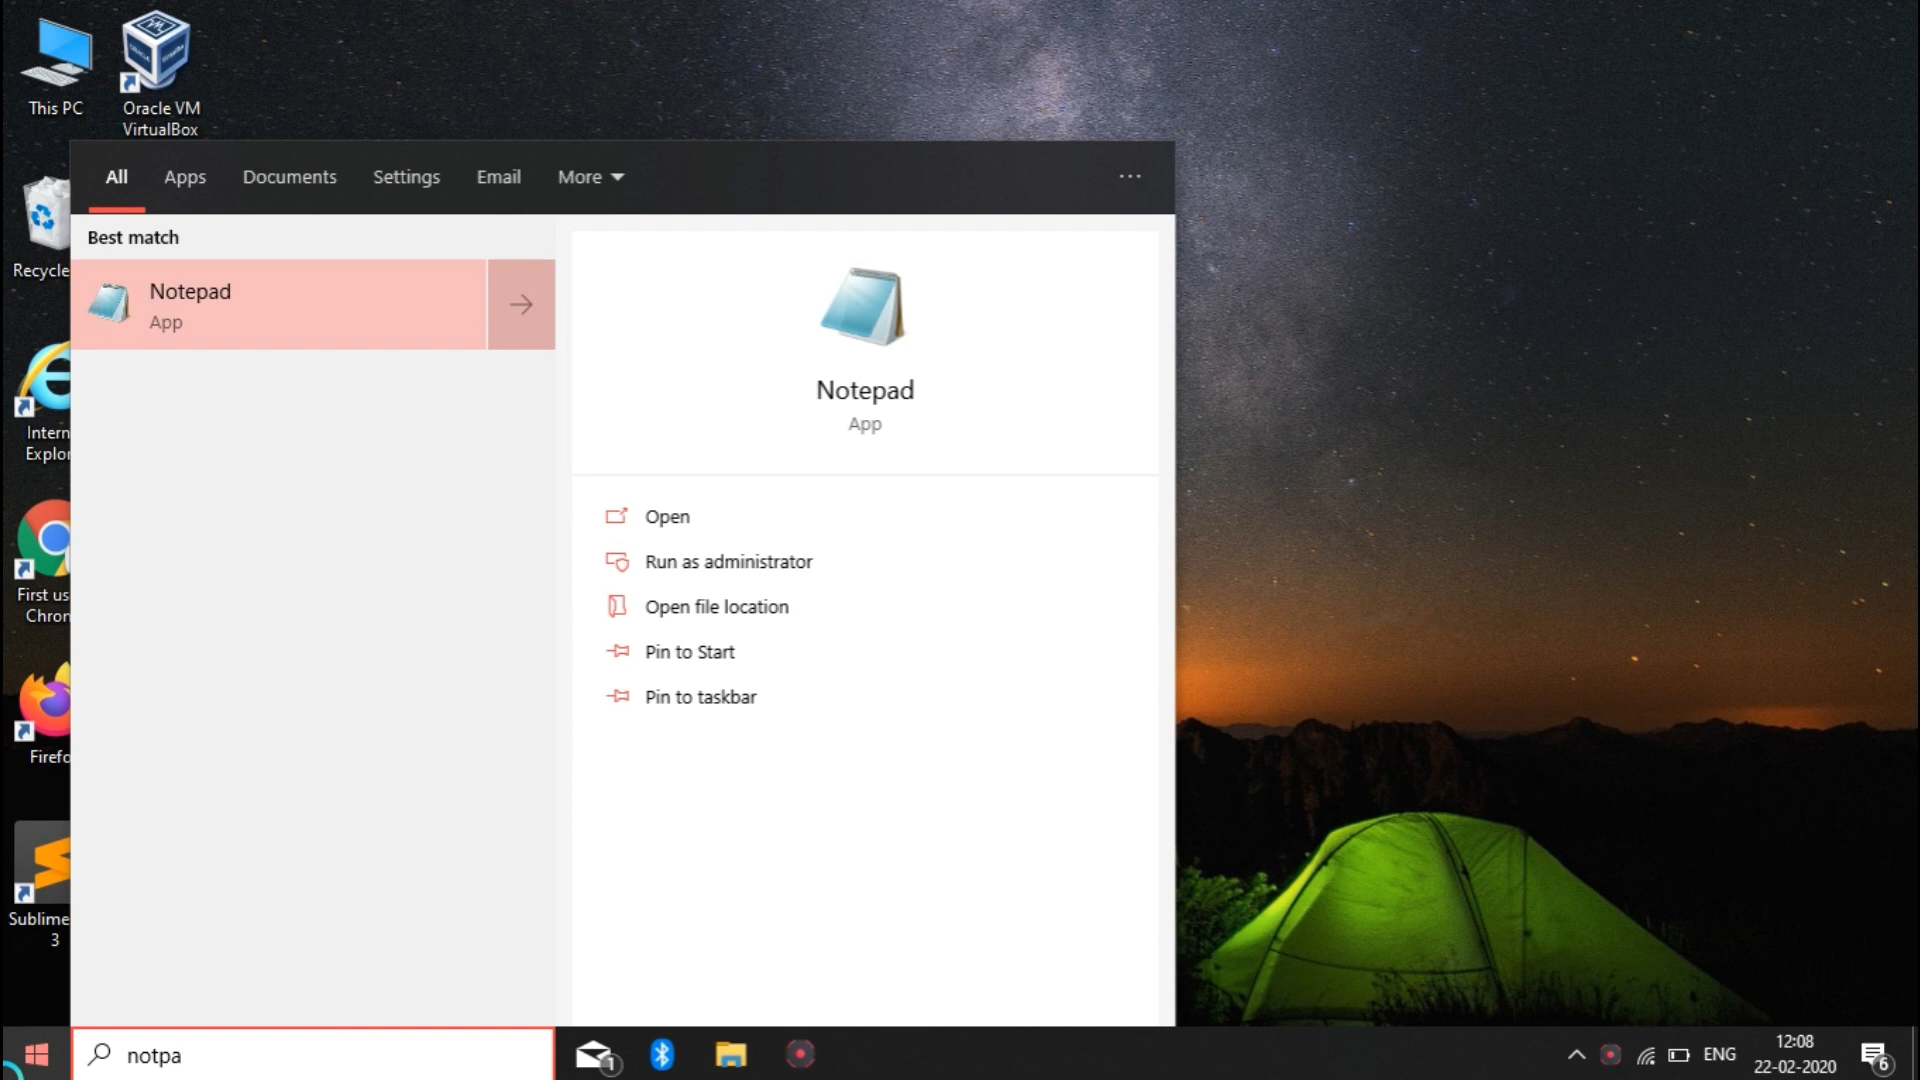 This PC
Oracle VM
VirtualBox
All Apps Documents Settings Email More
Best match
Notepad
App
Notepad
App
Open
Run as administrator
Open file location
Pin to Start
Pin to taskbar
Recycle
Intern
Explor
First us
Chron
Firefo
Sublime
3
notpa
1
ENG
12:08
22-02-2020
6